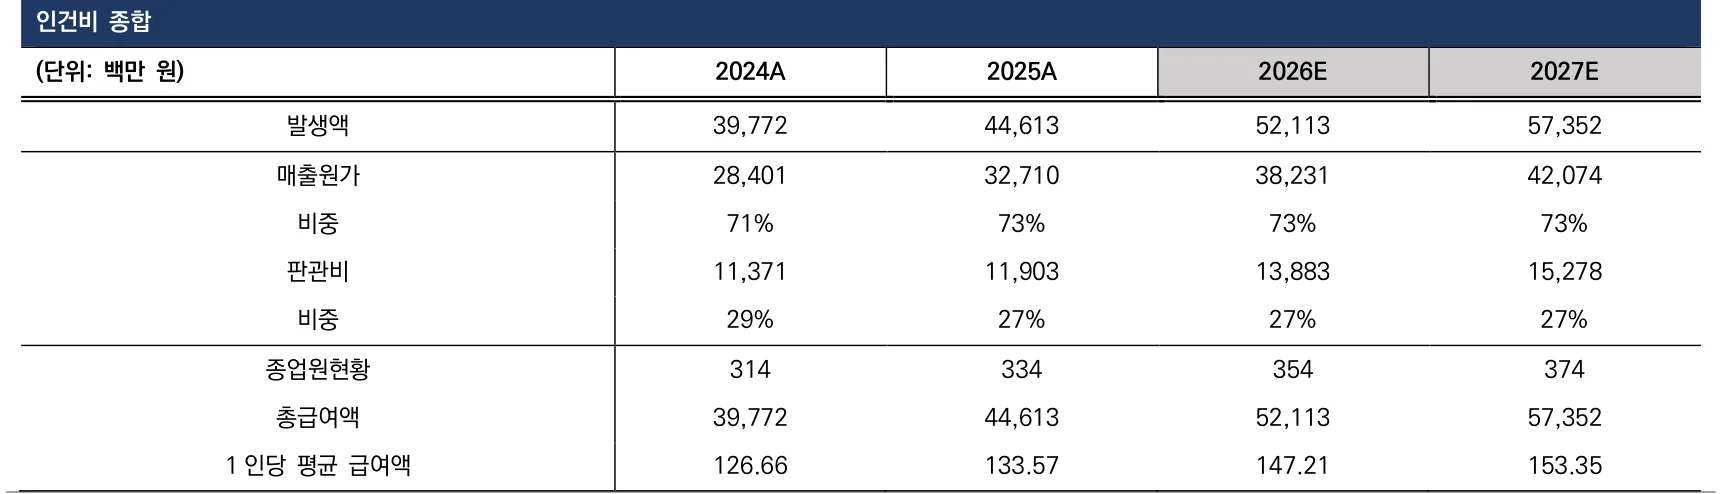 인건비 종합
(단위: 백만 원) 2024A 2025A 2026E 2027E
발생액 39,772 44,613 52,113 57,352
매출원가 28,401 32,710 38,231 42,074
비중 71% 73% 73% 73%
판관비 11,371 11,903 13,883 15,278
비중 29% 27% 27% 27%
종업원현황 314 334 354 374
총급여액 39,772 44,613 52,113 57,352
1인당 평균 급여액 126.66 133.57 147.21 153.35